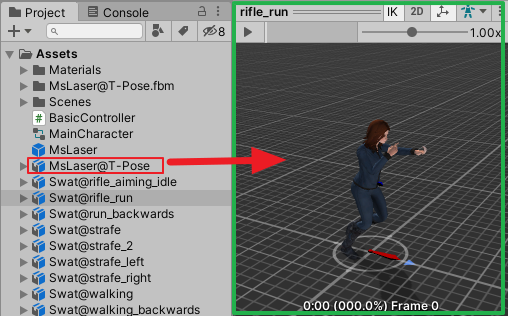 Project
Console
8
Assets
Materials
MsLaser@T-Pose.fbm
Scenes
BasicController
MainCharacter
MsLaser
MsLaser@T-Pose
Swat@rifle_aiming_idle
Swat@rifle_run
Swat@run_backwards
Swat@strafe
Swat@strafe_2
Swat@strafe_left
Swat@strafe_right
Swat@walking
Swat@walking_backwards
rifle_run
IK
2D
1.00x
0:00 (000.0%) Frame 0